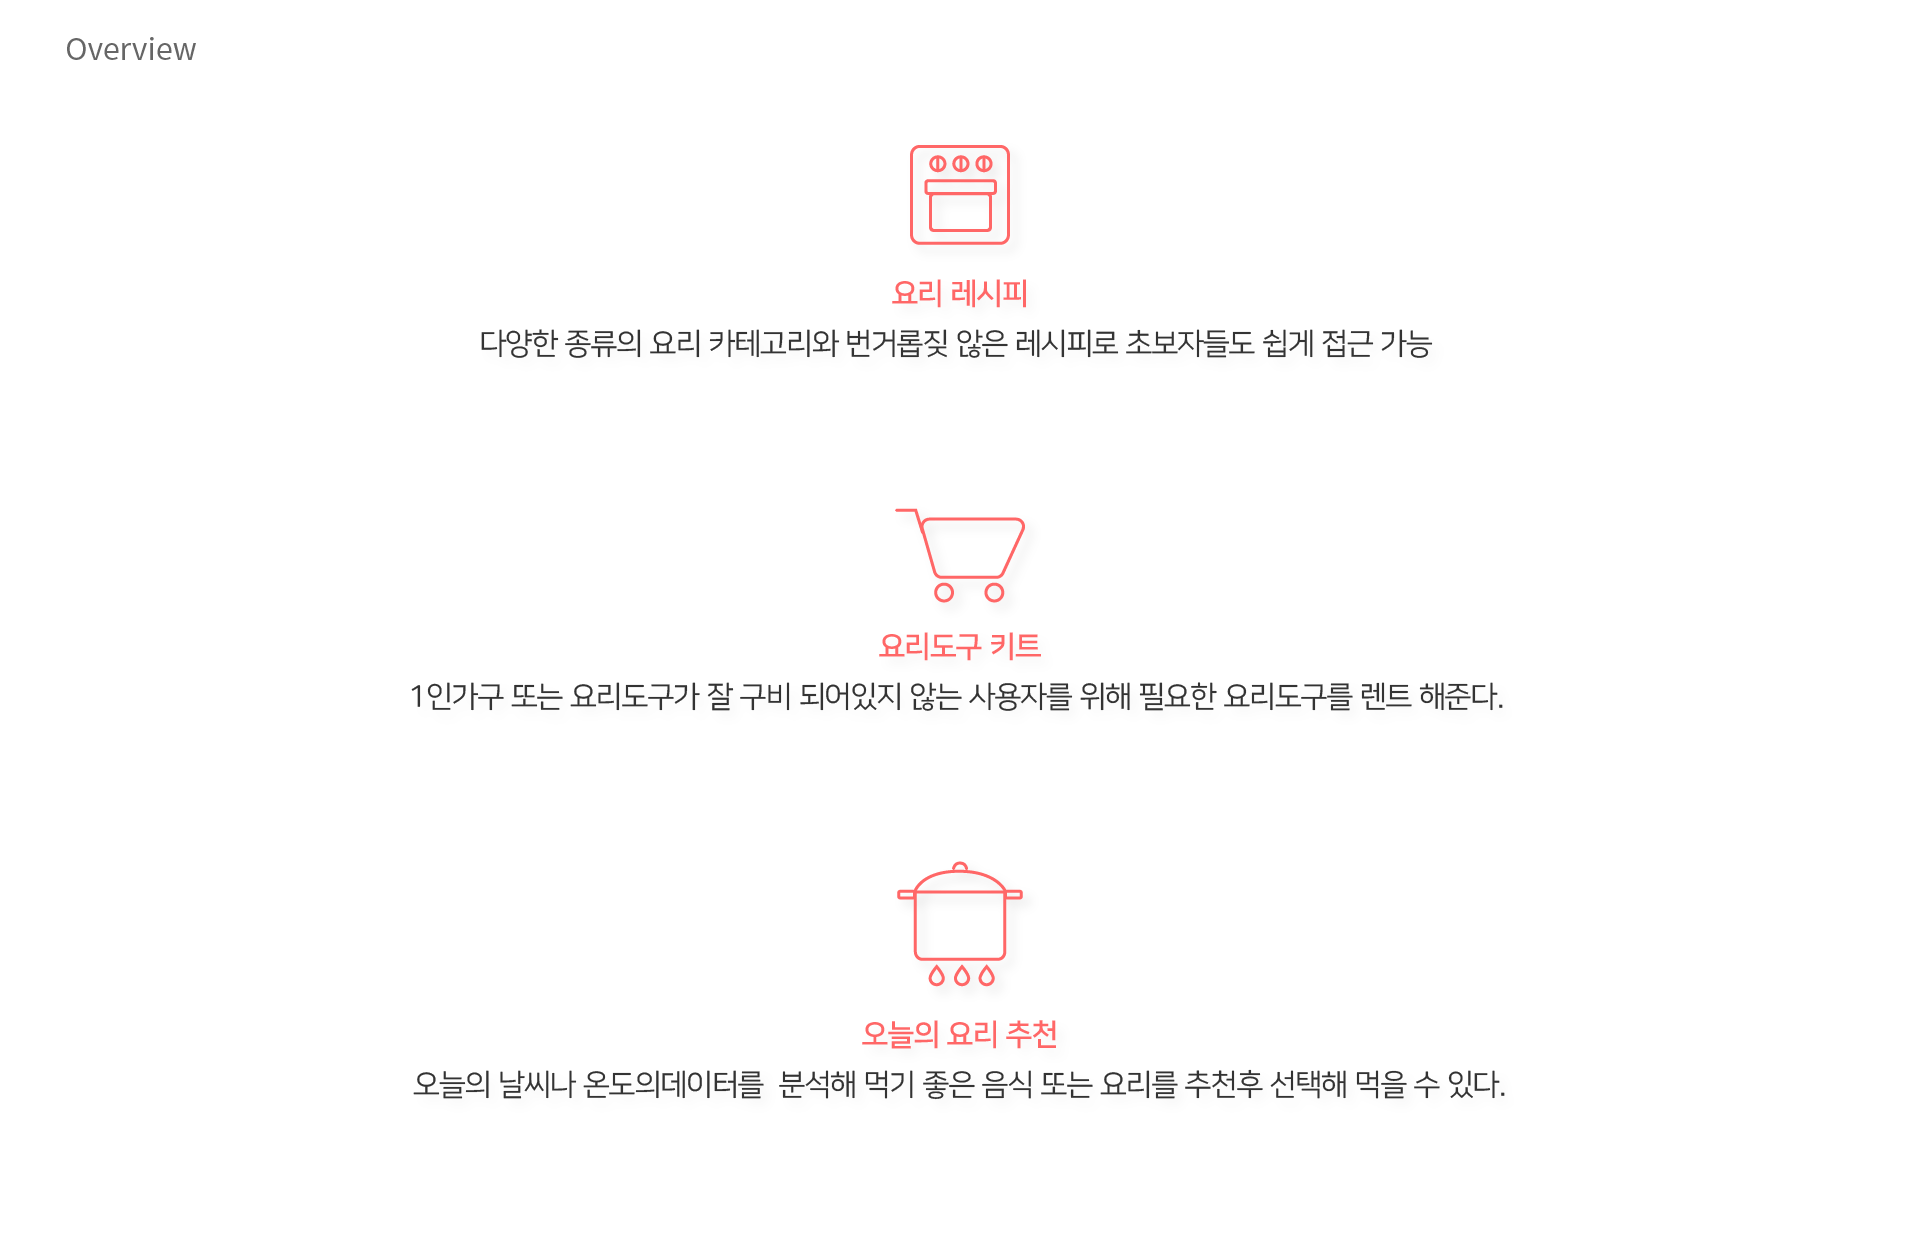 Overview
요리 레시피
다양한 종류의 요리 카테고리와 번거롭짖 않은 레시피로 초보자들도 쉽게 접근 가능
요리도구 키트
1인가구 또는 요리도구가 잘 구비 되어있지 않는 사용자를 위해 필요한 요리도구를 렌트 해준다.
오늘의 요리 추천
오늘의 날씨나 온도의데이터를  분석해 먹기 좋은 음식 또는 요리를 추천후 선택해 먹을 수 있다.